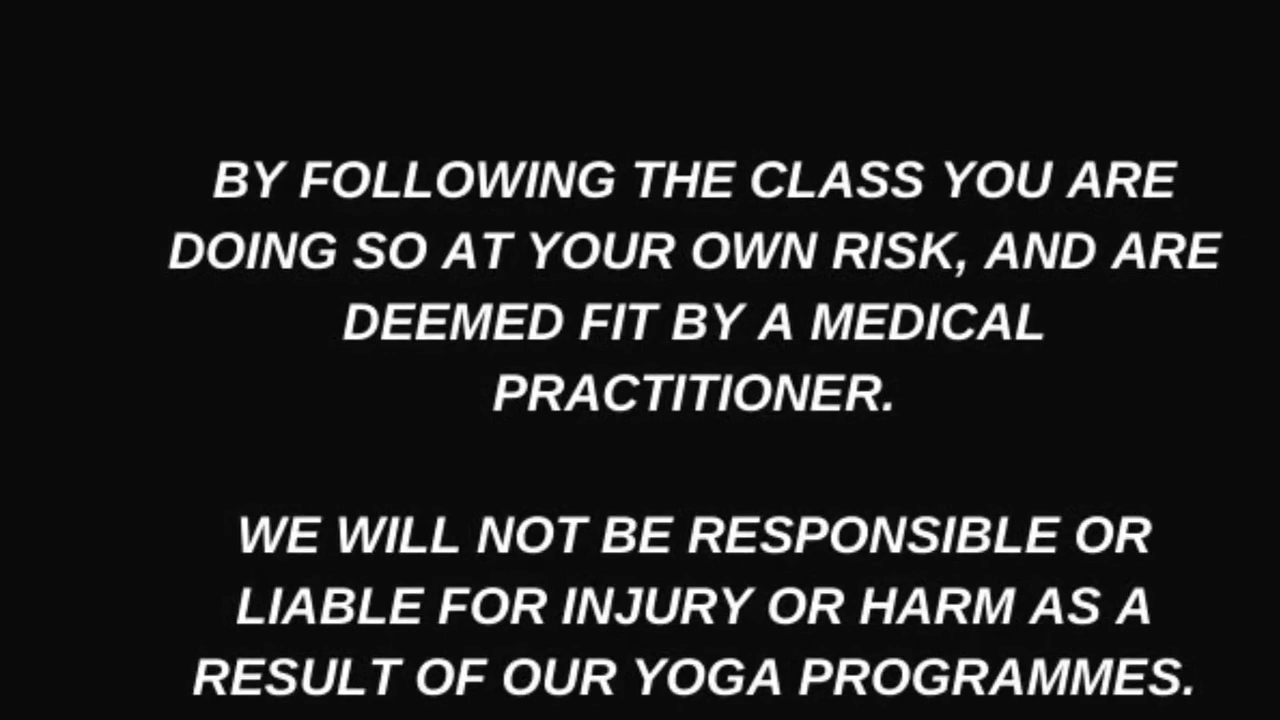 BY FOLLOWING THE CLASS YOU ARE
DOING SO AT YOUR OWN RISK, AND ARE
DEEMED FIT BY A MEDICAL
PRACTITIONER.
WE WILL NOT BE RESPONSIBLE OR
LIABLE FOR INJURY OR HARM AS A
RESULT OF OUR YOGA PROGRAMMES.